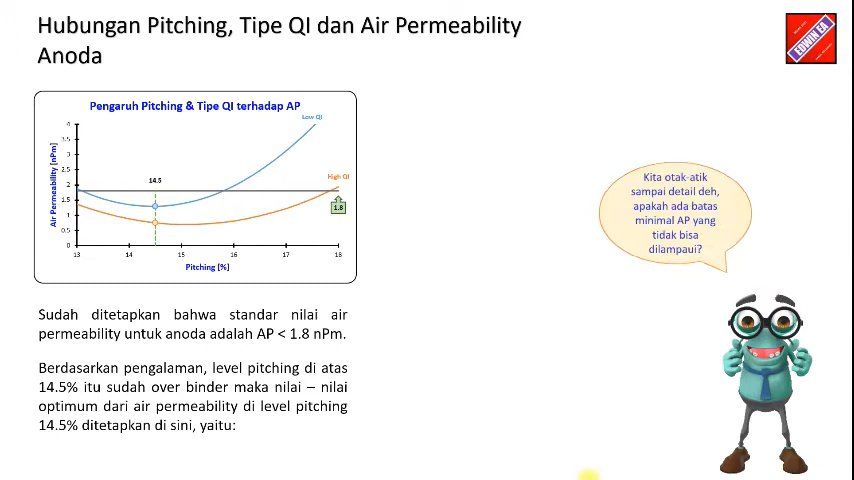 Hubungan Pitching, Tipe QI dan Air Permeability
Anoda
EDWIN EA
Pengaruh Pitching & Tipe QI terhadap AP
Low QI
High QI
14.5
1.8
Air Permeability [nPm]
4
3.5
3
2.5
2
1.5
1
0.5
0
13
14
15
16
17
18
Pitching [%]
Kita otak-atik
sampai detail deh,
apakah ada batas
minimal AP yang
tidak bisa
dilampaui?
Sudah ditetapkan bahwa standar nilai air
permeability untuk anoda adalah AP < 1.8 nPm.
Berdasarkan pengalaman, level pitching di atas
14.5% itu sudah over binder maka nilai – nilai
optimum dari air permeability di level pitching
14.5% ditetapkan di sini, yaitu: